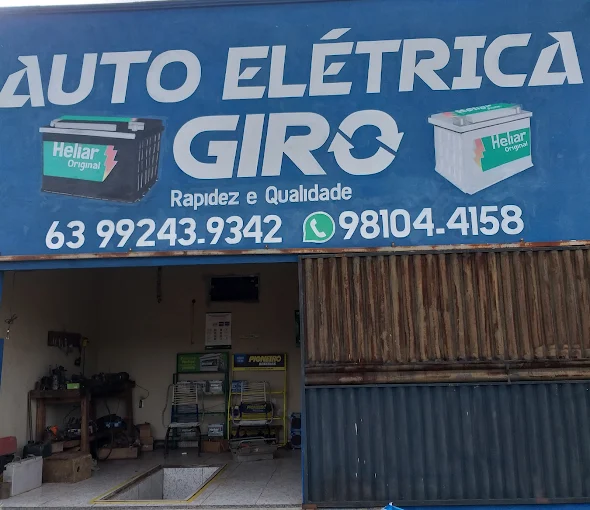 AUTO ELÉTRICA
GIRO
Heliar
Original
Heliar
Original
Rapidez e Qualidade
63 99243-9342 98104-4158
PIONEIRO